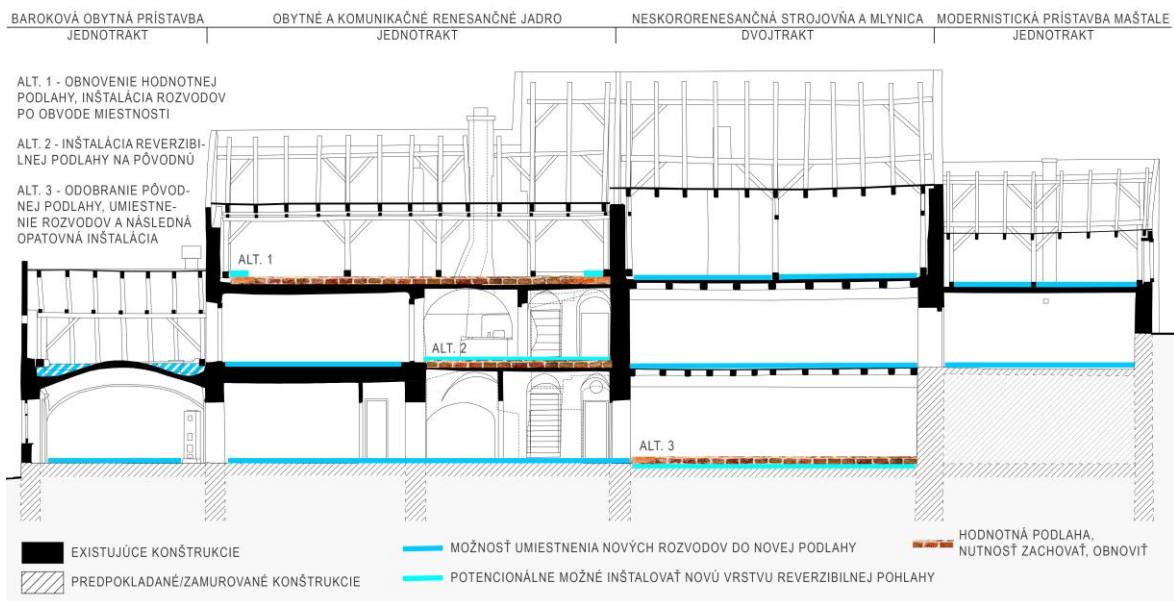 BAROKOVÁ OBYTNÁ PRÍSTAVBA
JEDNOTRAKT
OBYTNÉ A KOMUNIKAČNÉ RENESANČNÉ JADRO
JEDNOTRAKT
NESKORORENESANČNÁ STROJOVŇA A MLYNICA
DVOJTRAKT
MODERNISTICKÁ PRÍSTAVBA MAŠTALE
JEDNOTRAKT
ALT. 1 - OBNOVENIE HODNOTNEJ
PODLAHY, INŠTALÁCIA ROZVODOV
PO OBVODE MIESTNOSTI
ALT. 2 - INŠTALÁCIA REVERZIBI-
LNEJ PODLAHY NA PÔVODNÚ
ALT. 3 - ODOBRANIE PÔVOD-
NEJ PODLAHY, UMIESTNE-
NIE ROZVODOV A NÁSLEDNÁ
OPATOVNÁ INŠTALÁCIA
ALT. 1
ALT. 2
ALT. 3
EXISTUJÚCE KONŠTRUKCIE
PREDPOKLADANÉ/ZAMUROVANÉ KONŠTRUKCIE
MOŽNOSŤ UMIESTNENIA NOVÝCH ROZVODOV DO NOVEJ PODLAHY
POTENCIONÁLNE MOŽNÉ INŠTALOVAŤ NOVÚ VRSTVU REVERZIBILNEJ POHLAHY
HODNOTNÁ PODLAHA,
NUTNOSŤ ZACHOVAŤ, OBNOVIŤ